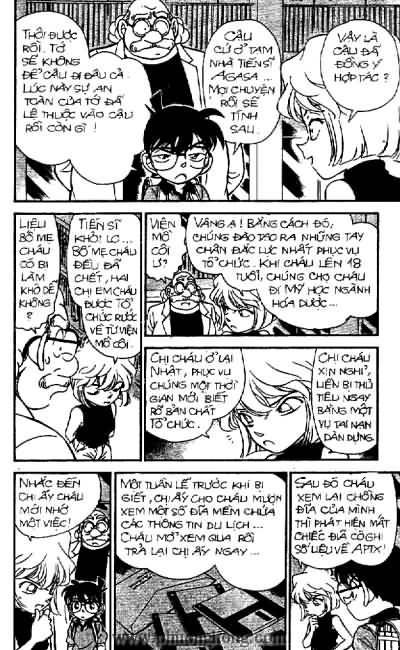 THÔI ĐƯỢC
RỒI. TỚ
SẼ KHÔNG
ĐỂ CẬU ĐI ĐÂU CẢ.
LÚC NÀY SỰ AN
TOÀN CỦA TỚ ĐÃ
LỆ THUỘC VÀO CẬU
RỒI CÒN GÌ !
CẬU
CỨ Ở TẠM
NHÀ TIẾN SĨ
AGASA ...
MỌI CHUYỆN
RỒI SẼ
TÍNH
SAU.
VẬY LÀ
CẬU ĐÃ
ĐỒNG Ý
HỢP TÁC ?
LIỆU
BỐ MẸ
CHÁU
CÓ BỊ
LÀM
KHÓ DỄ
KHÔNG
?
TIẾN SĨ
KHỎI LO ...
BỐ MẸ CHÁU
ĐỀU ĐÃ
CHẾT, HAI
CHỊ EM CHÁU
ĐƯỢC TỔ
CHỨC RƯỚC
VỀ TỪ VIỆN
MỒ CÔI.
VIỆN
MỒ
CÔI
Ư ?
VÂNG Ạ ! BẰNG CÁCH ĐÓ,
CHÚNG ĐÀO TẠO RA NHỮNG TAY
CHÂN ĐẮC LỰC NHẤT PHỤC VỤ
TỔ CHỨC. KHI CHÁU LÊN 18
TUỔI, CHÚNG CHO CHÁU
ĐI MỸ HỌC NGÀNH
HÓA DƯỢC ...
CHỊ CHÁU Ở LẠI
NHẬT, PHỤC VỤ
CHÚNG MỘT THỜI
GIAN MỚI BIẾT
RÕ BẢN CHẤT
TỔ CHỨC.
CHỊ CHÁU
XIN NGHỈ,
LIỀN BỊ THỦ
TIÊU NGAY
BẰNG MỘT
VỤ TAI NẠN
DÀN DỰNG.
NHẮC ĐẾN
CHỊ ẤY CHÁU
MỚI NHỚ
MỘT VIỆC!
MỘT TUẦN LỄ TRƯỚC KHI BỊ
GIẾT, CHỊ ẤY CHO CHÁU MƯỢN
XEM MỘT SỐ ĐĨA MỀM CHỨA
CÁC THÔNG TIN DU LỊCH ...
CHÁU MỞ XEM QUA RỒI
TRẢ LẠI CHỊ ẤY NGAY ...
SAU ĐÓ CHÁU
XEM LẠI CHỒNG
ĐĨA CỦA MÌNH
THÌ PHÁT HIỆN MẤT
CHIẾC ĐĨA CÓ GHI
SỐ LIỆU VỀ APTX!